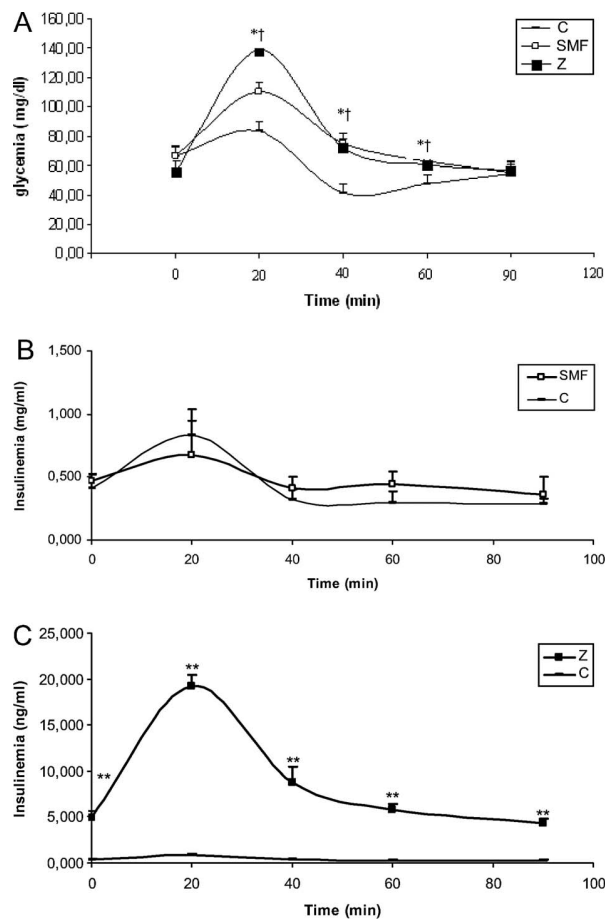 A
160,00
140,00
120,00
100,00
80,00
60,00
40,00
20,00
0,00
glycemia ( mg/dl)
*†
*†
*†
C
SMF
Z
0
20
40
60
90
120
Time (min)
B
1,500
1,000
0,500
0,000
Insulinemia (mg/ml)
SMF
C
0
20
40
60
80
100
Time (min)
C
25,000
20,000
15,000
10,000
5,000
0,000
Insulinemia (ng/ml)
**
**
**
**
**
Z
C
0
20
40
60
80
100
Time (min)